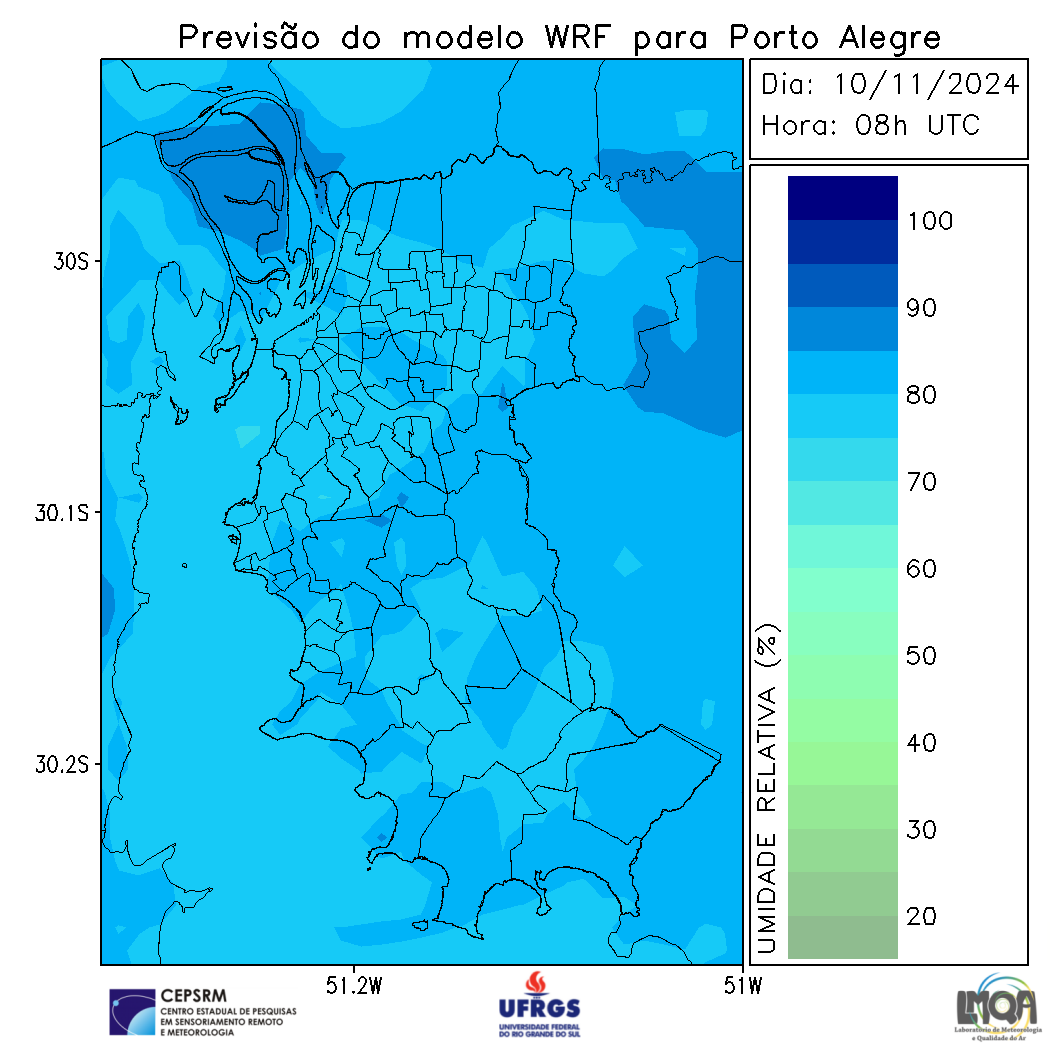 Previsão do modelo WRF para Porto Alegre
Dia: 10/11/2024
Hora: 08h UTC
30S
30.1S
30.2S
51.2W
51W
UMIDADE RELATIVA (%)
100
90
80
70
60
50
40
30
20
CEPSRM
CENTRO ESTADUAL DE PESQUISAS
EM SENSORIAMENTO REMOTO
E METEOROLOGIA
UFRGS
UNIVERSIDADE FEDERAL
DO RIO GRANDE DO SUL
LMQA
Laboratório de Meteorologia
e Qualidade do Ar